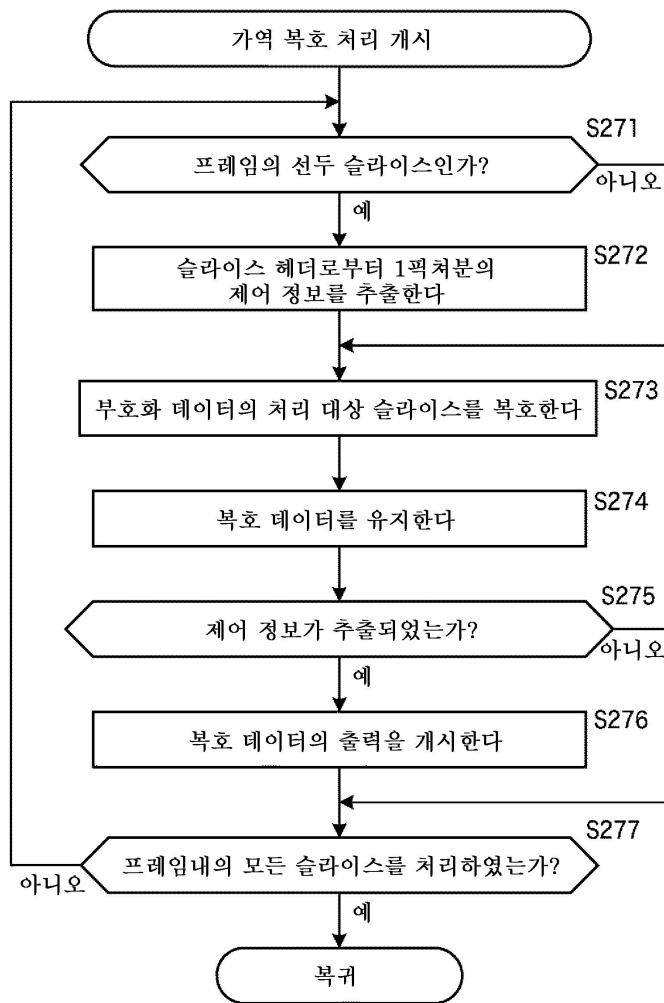 가역 복호 처리 개시
S271
프레임의 선두 슬라이스인가?
아니오
예
S272
슬라이스 헤더로부터 1픽쳐분의
제어 정보를 추출한다
S273
부호화 데이터의 처리 대상 슬라이스를 복호한다
S274
복호 데이터를 유지한다
S275
제어 정보가 추출되었는가?
아니오
예
S276
복호 데이터의 출력을 개시한다
S277
프레임내의 모든 슬라이스를 처리하였는가?
아니오
예
복귀